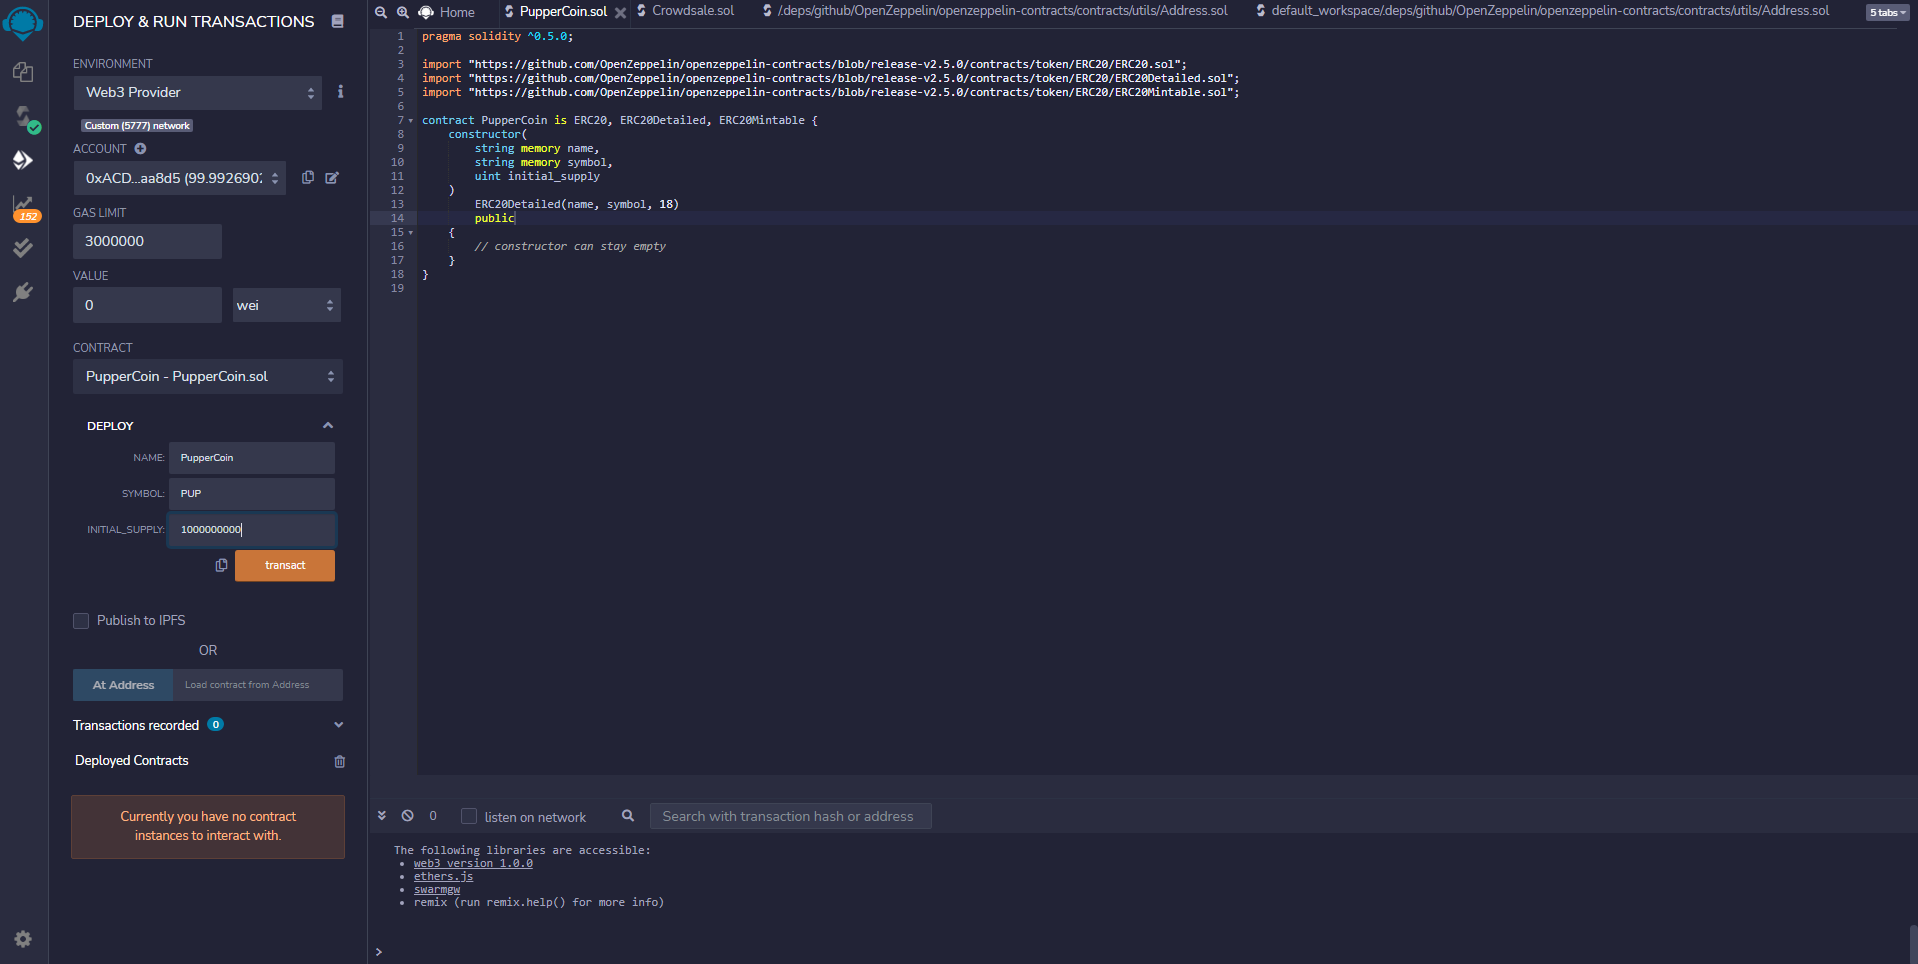 DEPLOY & RUN TRANSACTIONS
ENVIRONMENT
Web3 Provider
i
Custom (5777) network
ACCOUNT
0xACD...aa8d5 (99.9926902
GAS LIMIT
3000000
VALUE
0
wei
CONTRACT
PupperCoin - PupperCoin.sol
DEPLOY
NAME: PupperCoin
SYMBOL: PUP
INITIAL_SUPPLY: 1000000000
transact
Publish to IPFS
OR
At Address Load contract from Address
Transactions recorded 0
Deployed Contracts
Currently you have no contract
instances to interact with.
152
Home PupperCoin.sol Crowdsale.sol /.deps/github/OpenZeppelin/openzeppelin-contracts/contracts/utils/Address.sol default_workspace/.deps/github/OpenZeppelin/openzeppelin-contracts/contracts/utils/Address.sol 5 tabs
1 pragma solidity ^0.5.0;
2
3 import "https://github.com/OpenZeppelin/openzeppelin-contracts/blob/release-v2.5.0/contracts/token/ERC20/ERC20.sol";
4 import "https://github.com/OpenZeppelin/openzeppelin-contracts/blob/release-v2.5.0/contracts/token/ERC20/ERC20Detailed.sol";
5 import "https://github.com/OpenZeppelin/openzeppelin-contracts/blob/release-v2.5.0/contracts/token/ERC20/ERC20Mintable.sol";
6
7 contract PupperCoin is ERC20, ERC20Detailed, ERC20Mintable {
8 constructor(
9 string memory name,
10 string memory symbol,
11 uint initial_supply
12 )
13 ERC20Detailed(name, symbol, 18)
14 public
15 {
16 // constructor can stay empty
17 }
18 }
19
0 listen on network Search with transaction hash or address
The following libraries are accessible:
• web3 version 1.0.0
• ethers.js
• swarmgw
• remix (run remix.help() for more info)
>